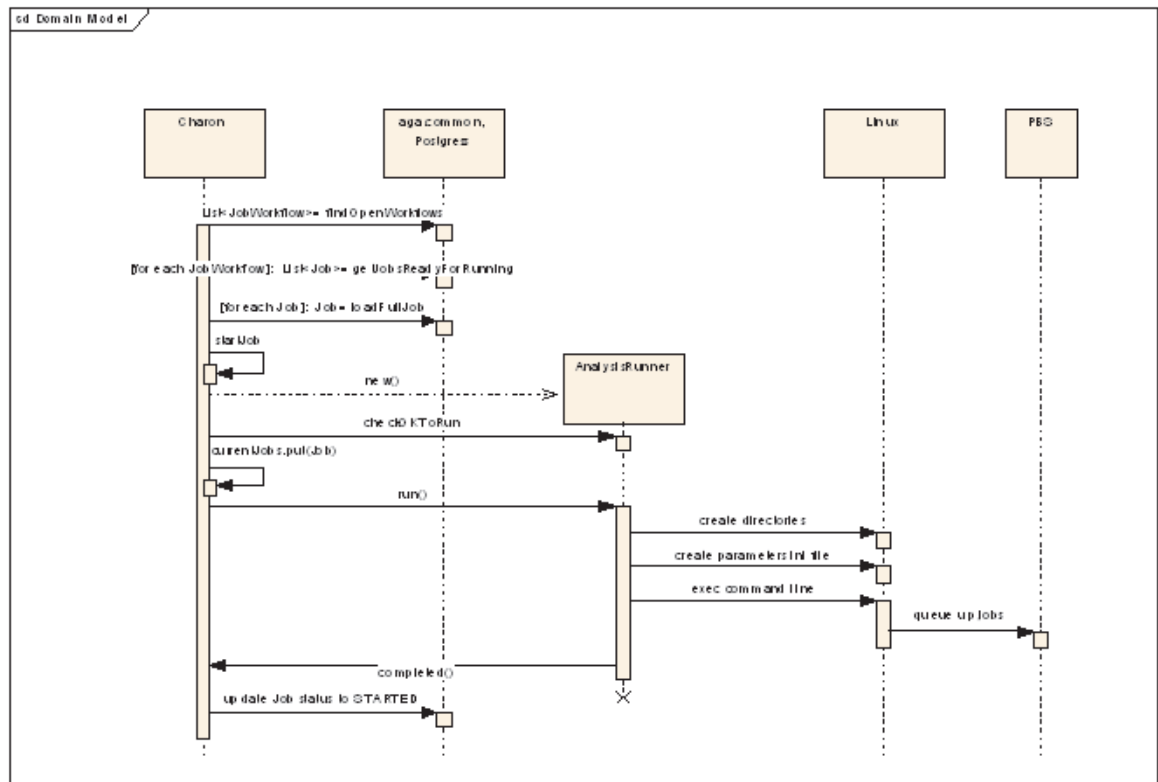 sd Domain Model
Charon
aga.common,
Postgress
Linux
PBS
List<JobWorkflow>= findOpenWorkflows
[for each JobWorkflow]: List<Job>= getJobsReadyForRunning
[for each Job]: Job= loadFullJob
startJob
AnalysisRunner
new()
checkOKToRun
currentJobs.put(Job)
run()
create directories
create parameters ini file
exec command line
queue up jobs
completed()
update Job status to STARTED